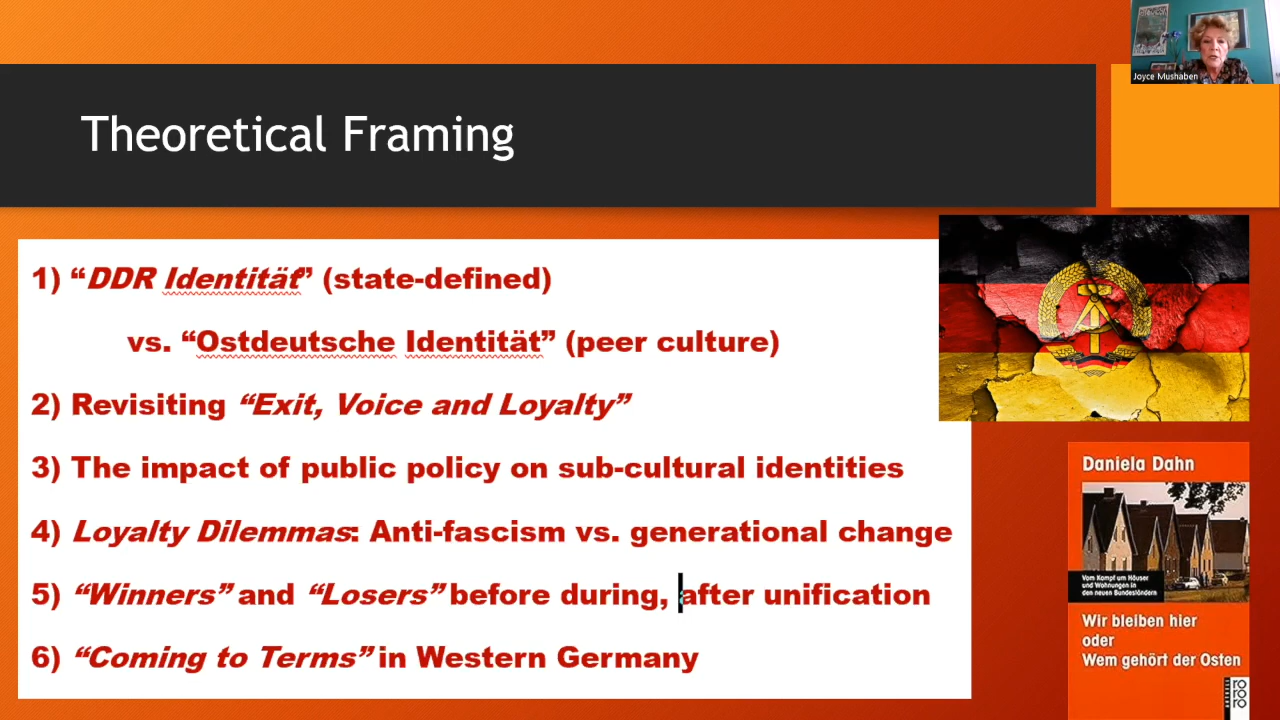 Joyce Mushaben
Theoretical Framing
1) “DDR Identität” (state-defined)
vs. “Ostdeutsche Identität” (peer culture)
2) Revisiting “Exit, Voice and Loyalty”
3) The impact of public policy on sub-cultural identities
4) Loyalty Dilemmas: Anti-fascism vs. generational change
5) “Winners” and “Losers” before during, after unification
6) “Coming to Terms” in Western Germany
Daniela Dahn
Vom Kampf um Häuser
und Wohnungen in
den neuen Bundesländern
Wir bleiben hier
oder
Wem gehört der Osten
ro
ro
ro